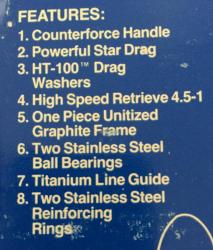 FEATURES:
1. Counterforce Handle
2. Powerful Star Drag
3. HT-100™ Drag
Washers
4. High Speed Retrieve 4.5-1
5. One Piece Unitized
Graphite Frame
6. Two Stainless Steel
Ball Bearings
7. Titanium Line Guide
8. Two Stainless Steel
Reinforcing
Rings